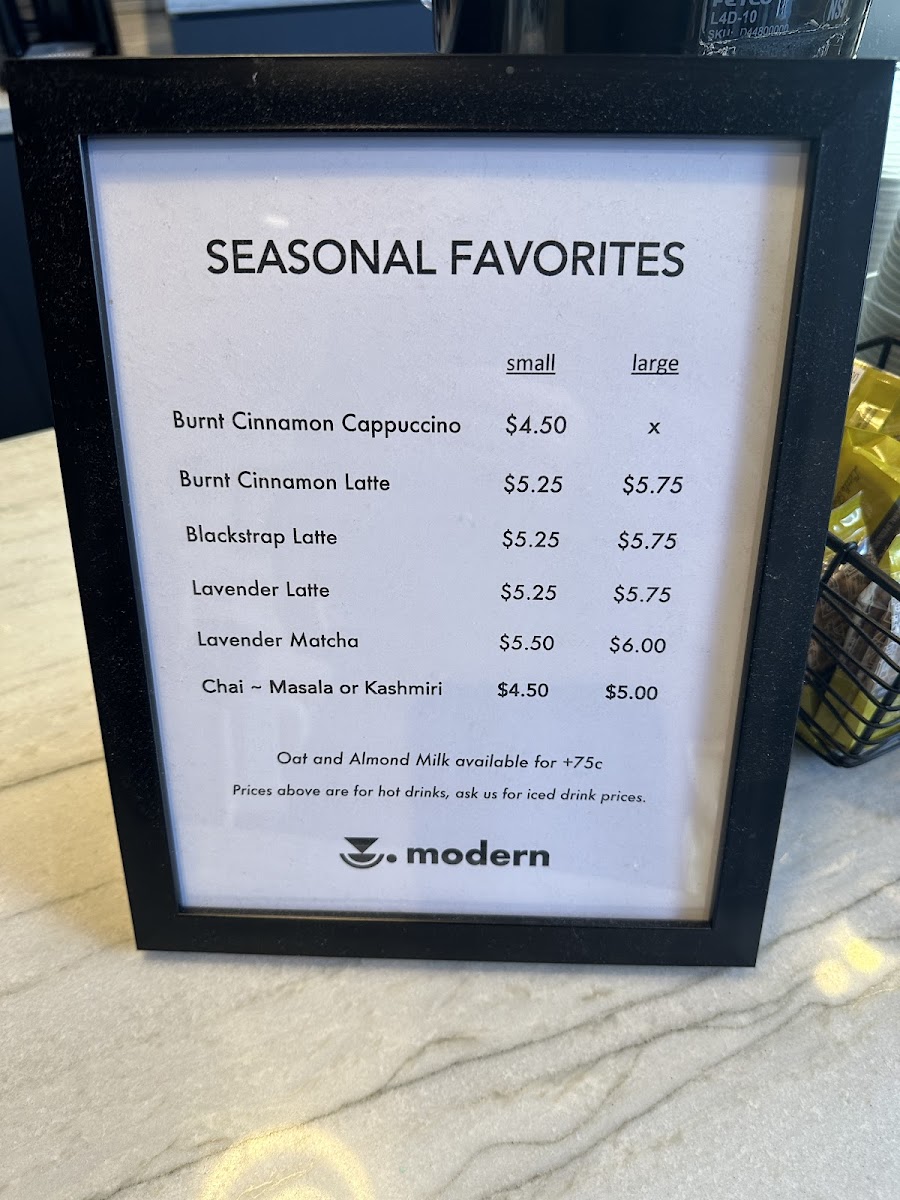 L4D-10
SEASONAL FAVORITES
small large
Burnt Cinnamon Cappuccino $4.50 x
Burnt Cinnamon Latte $5.25 $5.75
Blackstrap Latte $5.25 $5.75
Lavender Latte $5.25 $5.75
Lavender Matcha $5.50 $6.00
Chai ~ Masala or Kashmiri $4.50 $5.00
Oat and Almond Milk available for +75c
Prices above are for hot drinks, ask us for iced drink prices.
modern